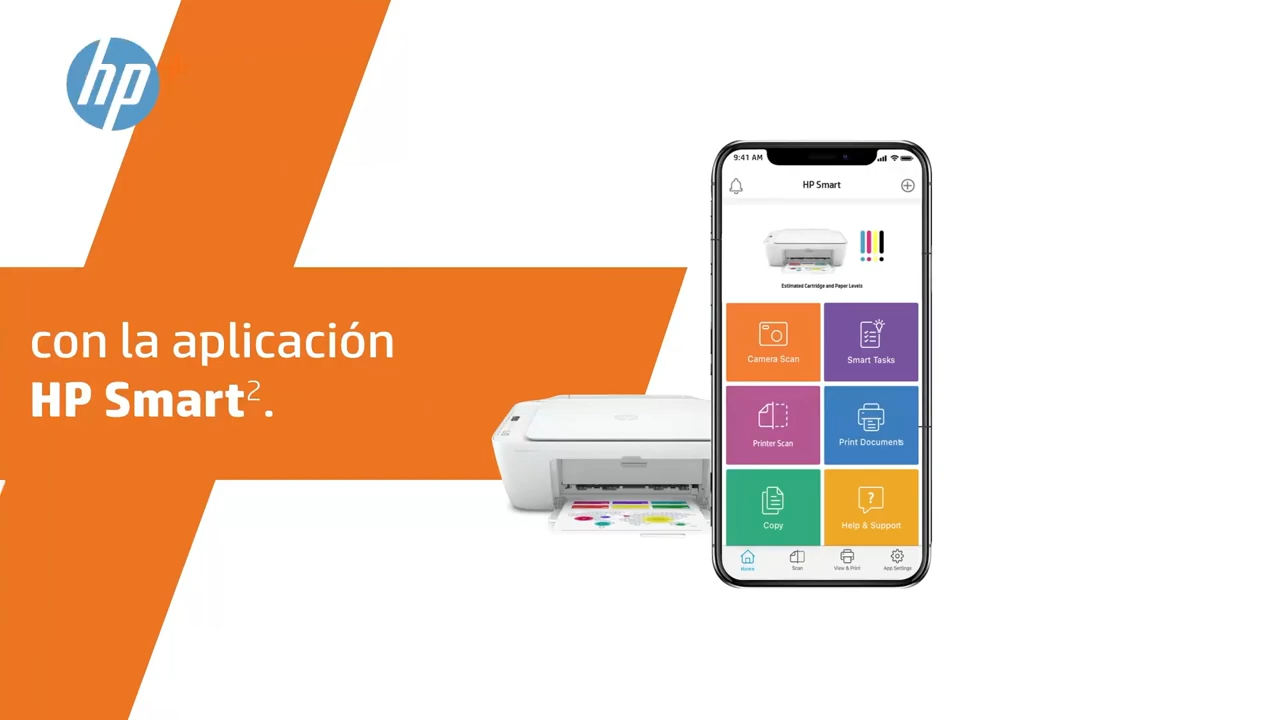 hp
con la aplicación
HP Smart².
9:41 AM
HP Smart
Estimated Cartridge and Paper Levels
Camera Scan
Smart Tasks
Printer Scan
Print Documents
Copy
Help & Support
Home
Scan
View & Print
App Settings